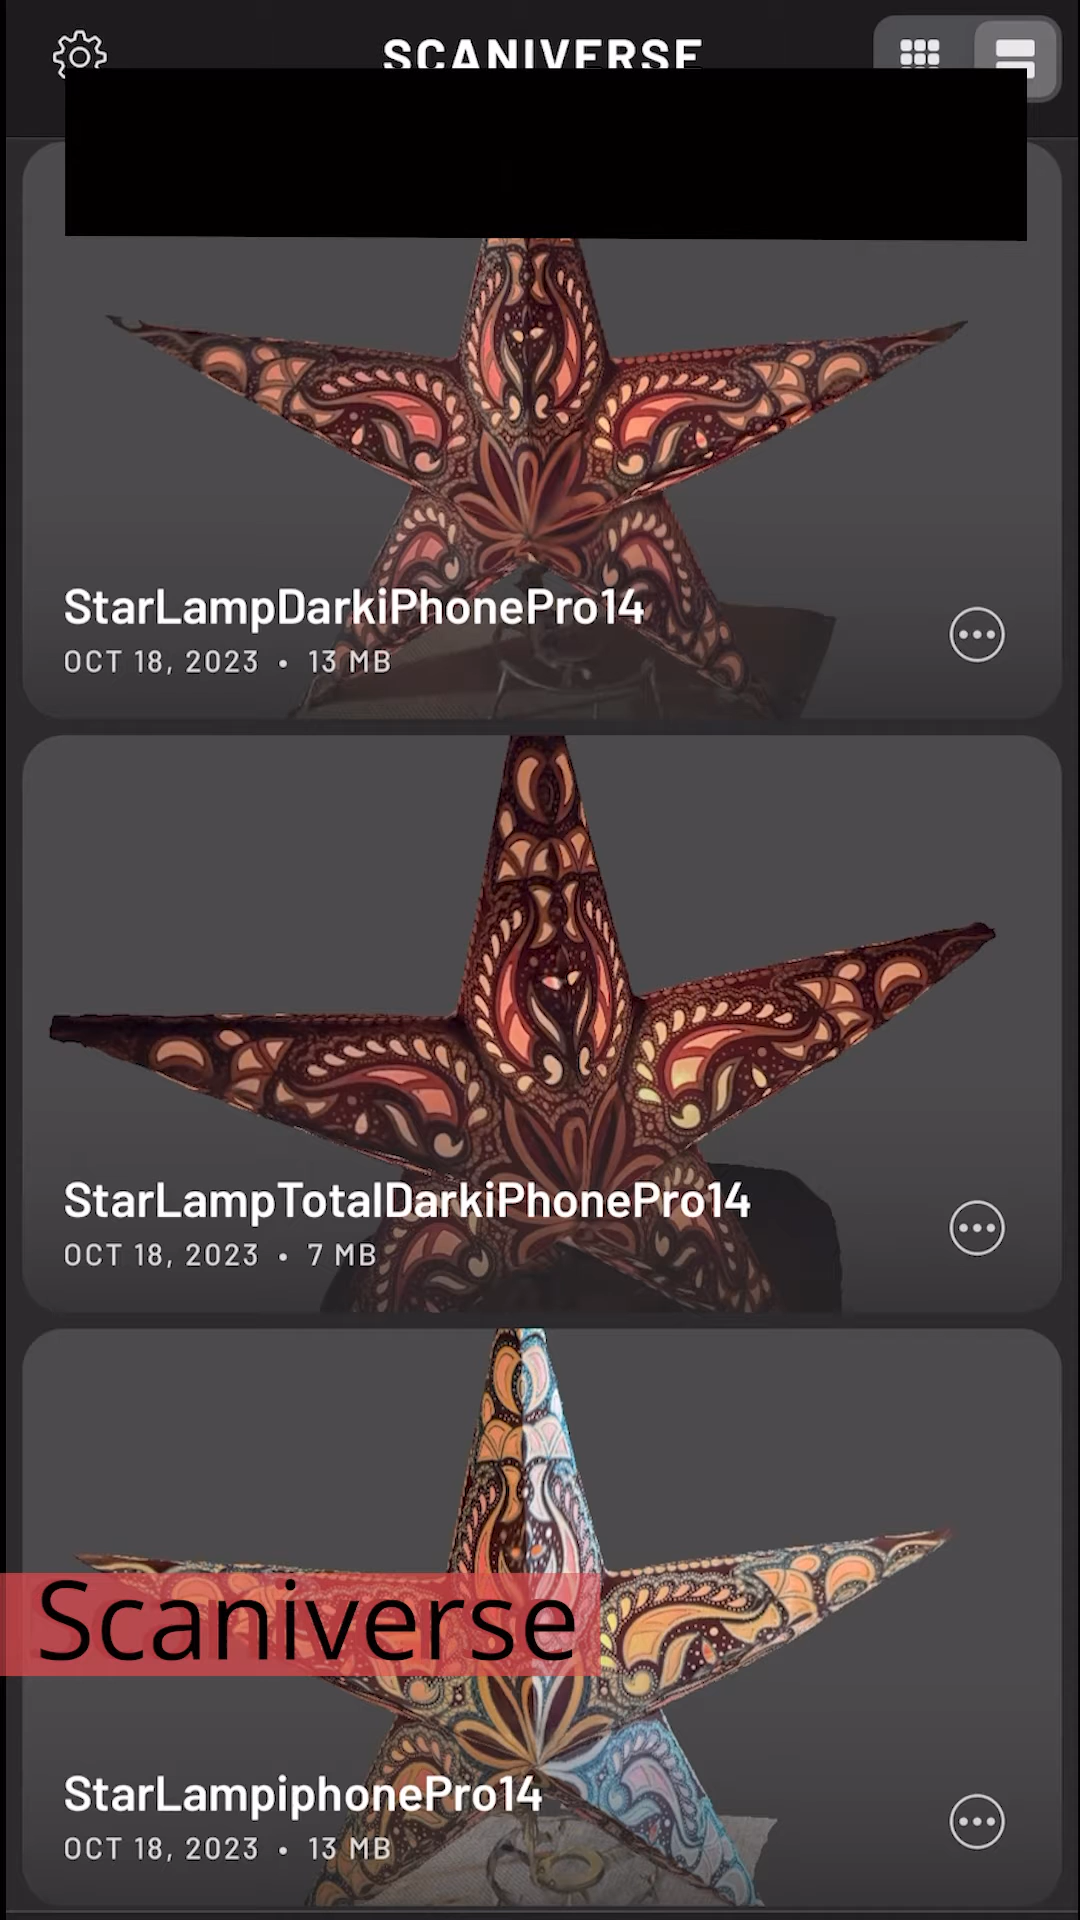 SCANIVERSE
StarLampDarkiPhonePro14
OCT 18, 2023 • 13 MB
StarLampTotalDarkiPhonePro14
OCT 18, 2023 • 7 MB
Scaniverse
StarLampiphonePro14
OCT 18, 2023 • 13 MB